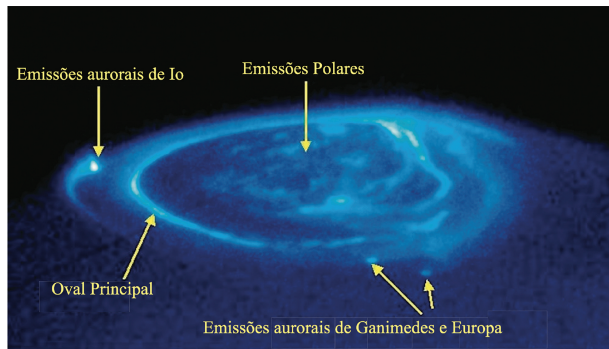 Emissões aurorais de Io
Emissões Polares
Oval Principal
Emissões aurorais de Ganimedes e Europa